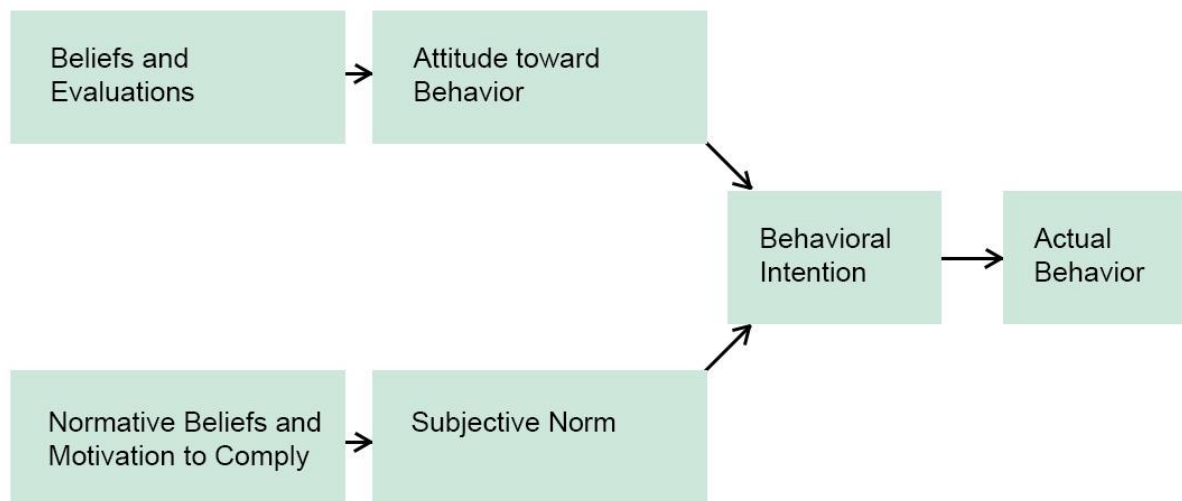 Beliefs and
Evaluations
Attitude toward
Behavior
Behavioral
Intention
Actual
Behavior
Normative Beliefs and
Motivation to Comply
Subjective Norm